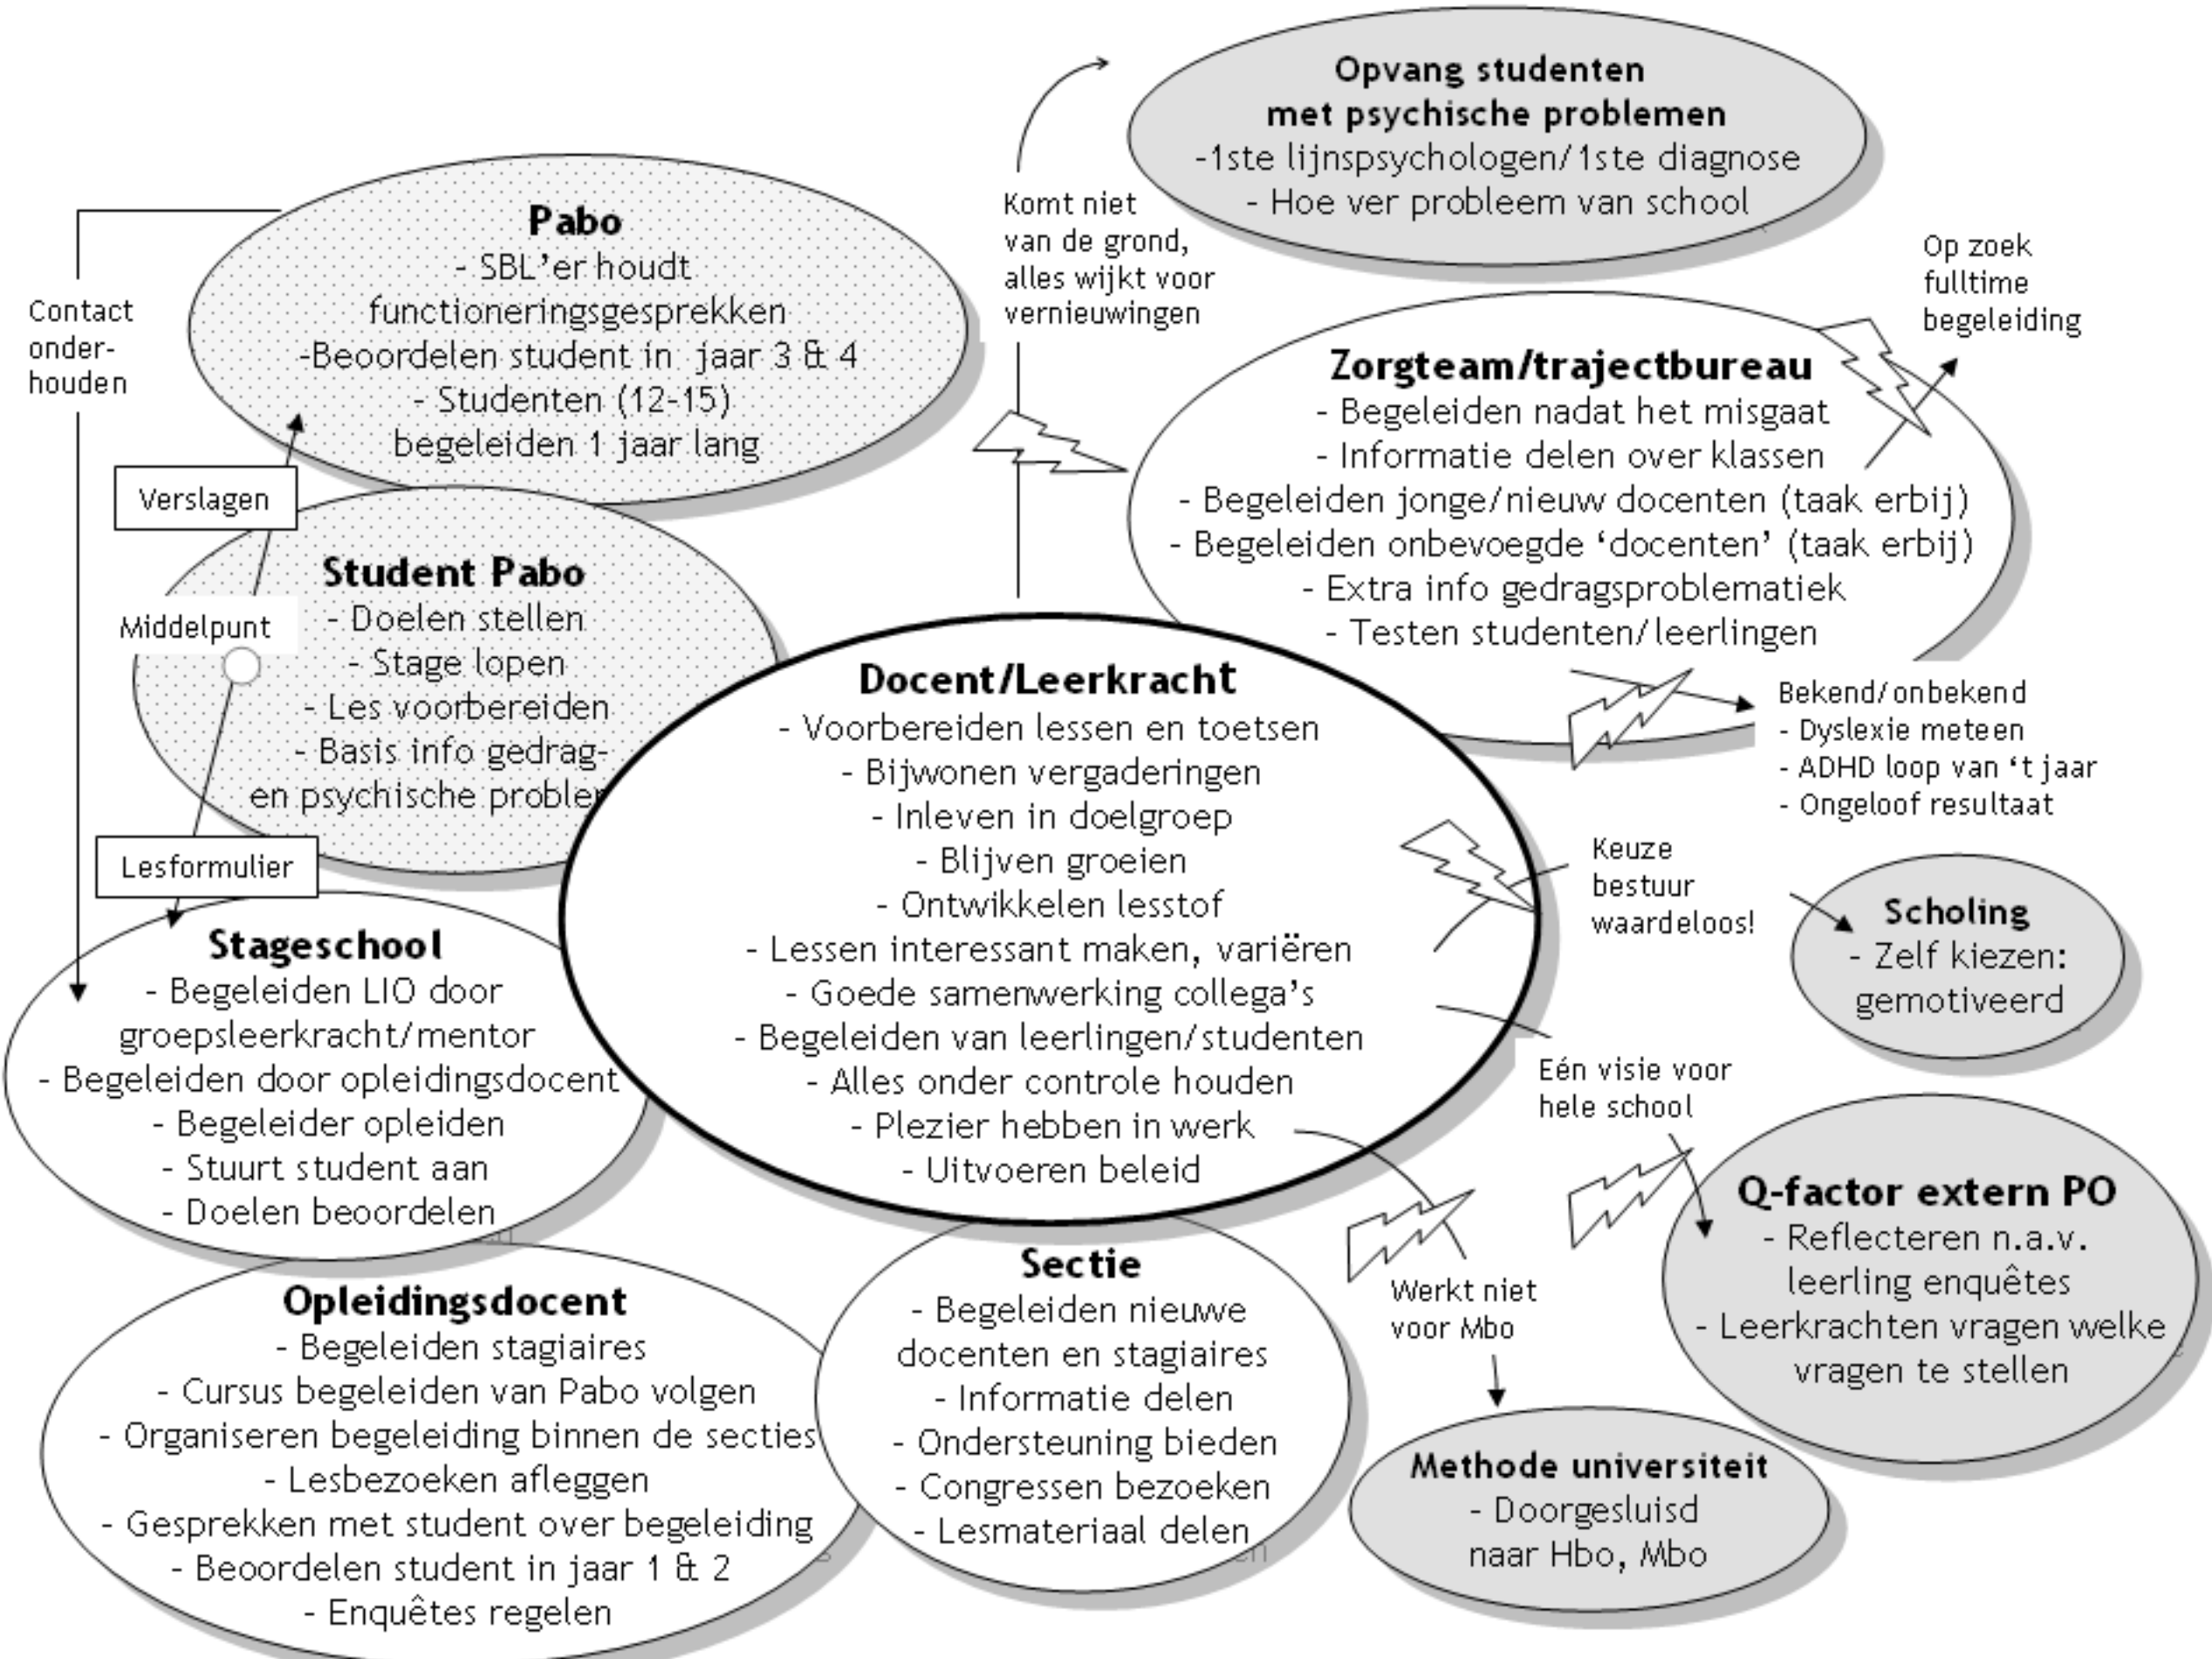 Opvang studenten
met psychische problemen
-1ste lijnspsychologen/1ste diagnose
- Hoe ver probleem van school
Pabo
- SBL'er houdt
functioneringsgesprekken
-Beoordelen student in jaar 3 & 4
- Studenten (12-15)
begeleiden 1 jaar lang
Contact
onder-
houden
Komt niet
van de grond,
alles wijkt voor
vernieuwingen
Op zoek
fulltime
begeleiding
Zorgteam/trajectbureau
- Begeleiden nadat het misgaat
- Informatie delen over klassen
- Begeleiden jonge/nieuw docenten (taak erbij)
- Begeleiden onbevoegde ‘docenten’ (taak erbij)
- Extra info gedragsproblematiek
- Testen studenten/leerlingen
Verslagen
Student Pabo
- Doelen stellen
- Stage lopen
- Les voorbereiden
- Basis info gedrag-
en psychische
Middelpunt
Lesformulier
Docent/Leerkracht
- Voorbereiden lessen en toetsen
- Bijwonen vergaderingen
- Inleven in doelgroep
- Blijven groeien
- Ontwikkelen lesstof
- Lessen interessant maken, variëren
- Goede samenwerking collega's
- Begeleiden van leerlingen/studenten
- Alles onder controle houden
- Plezier hebben in werk
- Uitvoeren beleid
Bekend/onbekend
- Dyslexie meteen
- ADHD loop van ‘t jaar
- Ongeloof resultaat
Keuze
bestuur
waardeloos!
Scholing
- Zelf kiezen:
gemotiveerd
Stageschool
- Begeleiden LIO door
groepsleerkracht/mentor
- Begeleiden door opleidingsdocent
- Begeleider opleiden
- Stuurt student aan
- Doelen beoordelen
Eén visie voor
hele school
Q-factor extern PO
- Reflecteren n.a.v.
leerling enquêtes
- Leerkrachten vragen welke
vragen te stellen
Opleidingsdocent
- Begeleiden stagiaires
- Cursus begeleiden van Pabo volgen
- Organiseren begeleiding binnen de secties
- Lesbezoeken afleggen
- Gesprekken met student over begeleiding
- Beoordelen student in jaar 1 & 2
- Enquêtes regelen
Sectie
- Begeleiden nieuwe
docenten en stagiaires
- Informatie delen
- Ondersteuning bieden
- Congressen bezoeken
- Lesmateriaal delen
Werkt niet
voor Mbo
Methode universiteit
- Doorgesluisd
naar Hbo, Mbo